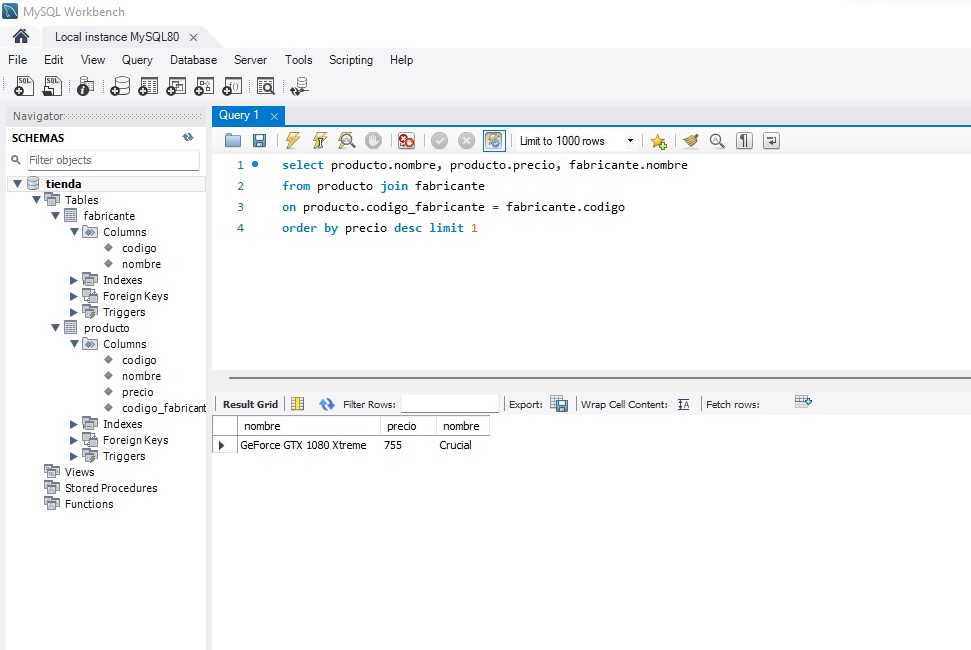 MySQL Workbench
Local instance MySQL80
File Edit View Query Database Server Tools Scripting Help
Navigator
SCHEMAS
Filter objects
tienda
Tables
fabricante
Columns
codigo
nombre
Indexes
Foreign Keys
Triggers
producto
Columns
codigo
nombre
precio
codigo_fabricant
Indexes
Foreign Keys
Triggers
Views
Stored Procedures
Functions
Query 1
Limit to 1000 rows
1 select producto.nombre, producto.precio, fabricante.nombre
2 from producto join fabricante
3 on producto.codigo_fabricante = fabricante.codigo
4 order by precio desc limit 1
Result Grid Filter Rows: Export: Wrap Cell Content: Fetch rows:
nombre precio nombre
GeForce GTX 1080 Xtreme 755 Crucial